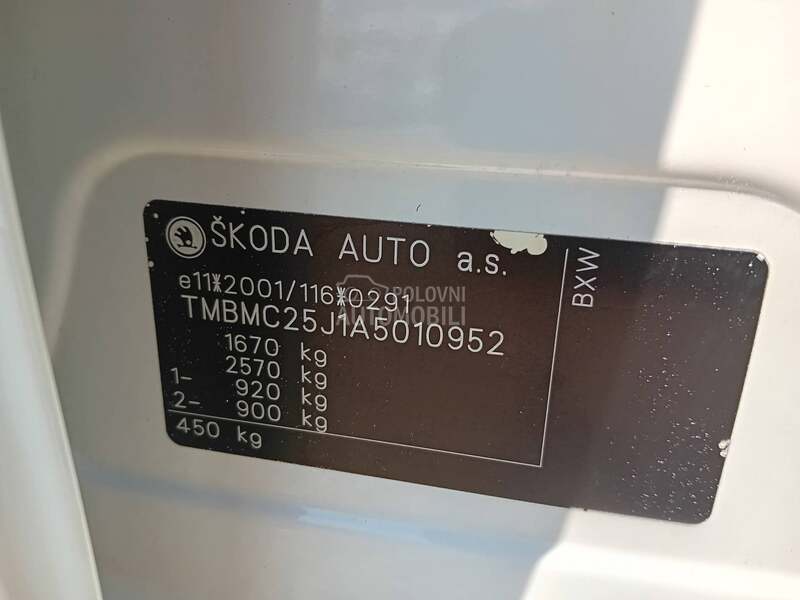 ŠKODA AUTO a.s.
e11*2001/116*0291
TMBMC25J1A5010952
1670 kg
2570 kg
1- 920 kg
2- 900 kg
450 kg
BXW
POLOVNI
AUTOMOBILI